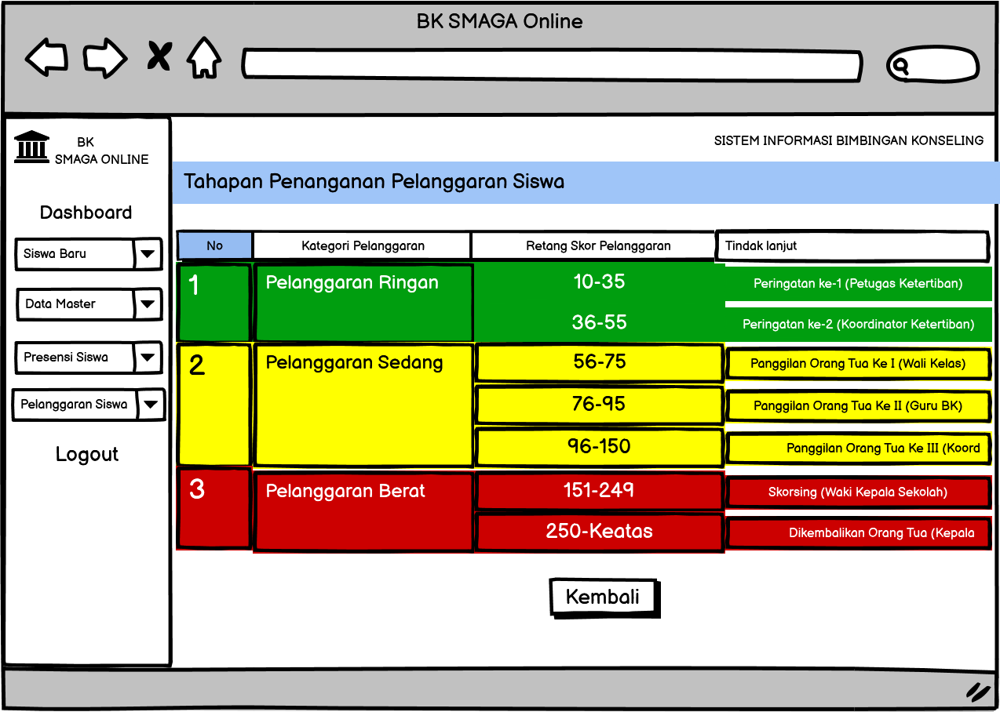 BK SMAGA Online
BK
SMAGA ONLINE
SISTEM INFORMASI BIMBINGAN KONSELING
Tahapan Penanganan Pelanggaran Siswa
Dashboard
Siswa Baru
Data Master
Presensi Siswa
Pelanggaran Siswa
Logout
No Kategori Pelanggaran Retang Skor Pelanggaran Tindak lanjut
1 Pelanggaran Ringan 10-35 Peringatan ke-1 (Petugas Ketertiban)
36-55 Peringatan ke-2 (Koordinator Ketertiban)
2 Pelanggaran Sedang 56-75 Panggilan Orang Tua Ke I (Wali Kelas)
76-95 Panggilan Orang Tua Ke II (Guru BK)
96-150 Panggilan Orang Tua Ke III (Koord
3 Pelanggaran Berat 151-249 Skorsing (Waki Kepala Sekolah)
250-Keatas Dikembalikan Orang Tua (Kepala
Kembali